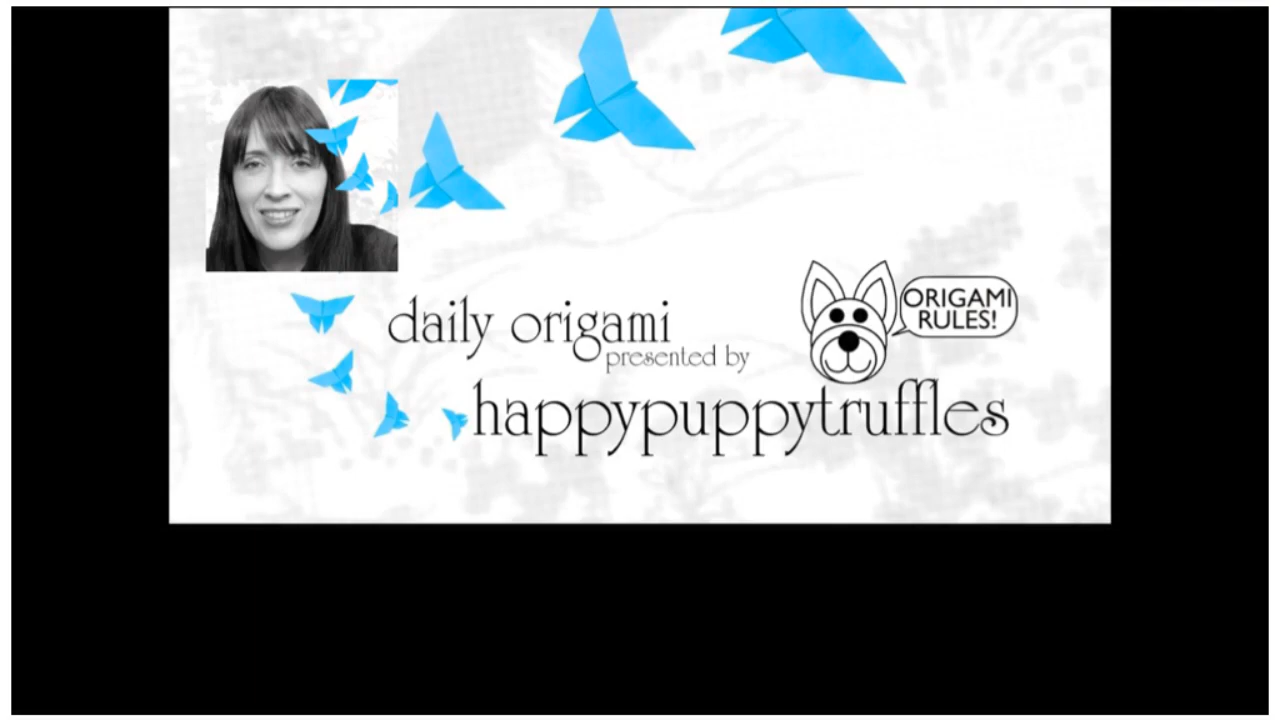 daily origami
presented by
happypuppytruffles
ORIGAMI
RULES!